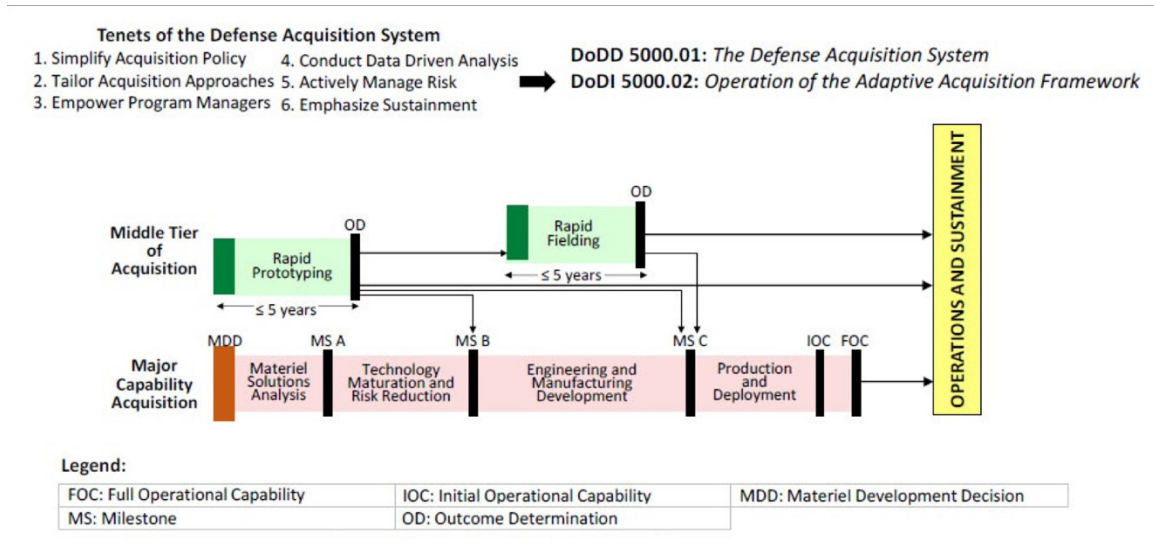 Tenets of the Defense Acquisition System
1. Simplify Acquisition Policy
2. Tailor Acquisition Approaches
3. Empower Program Managers
4. Conduct Data Driven Analysis
5. Actively Manage Risk
6. Emphasize Sustainment
DoDD 5000.01: The Defense Acquisition System
DoDI 5000.02: Operation of the Adaptive Acquisition Framework
Middle Tier
of
Acquisition
Rapid
Prototyping
OD
≤ 5 years
Rapid
Fielding
OD
≤ 5 years
OPERATIONS AND SUSTAINMENT
Major
Capability
Acquisition
MDD
Materiel
Solutions
Analysis
MS A
Technology
Maturation and
Risk Reduction
MS B
Engineering and
Manufacturing
Development
MS C
Production
and
Deployment
IOC
FOC
Legend:
FOC: Full Operational Capability
IOC: Initial Operational Capability
MDD: Materiel Development Decision
MS: Milestone
OD: Outcome Determination